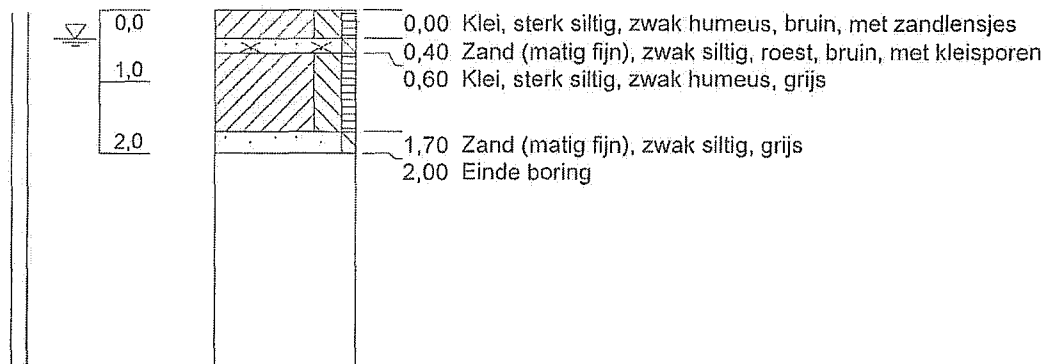 0,0
1,0
2,0
0,00 Klei, sterk siltig, zwak humeus, bruin, met zandlensjes
0,40 Zand (matig fijn), zwak siltig, roest, bruin, met kleisporen
0,60 Klei, sterk siltig, zwak humeus, grijs
1,70 Zand (matig fijn), zwak siltig, grijs
2,00 Einde boring